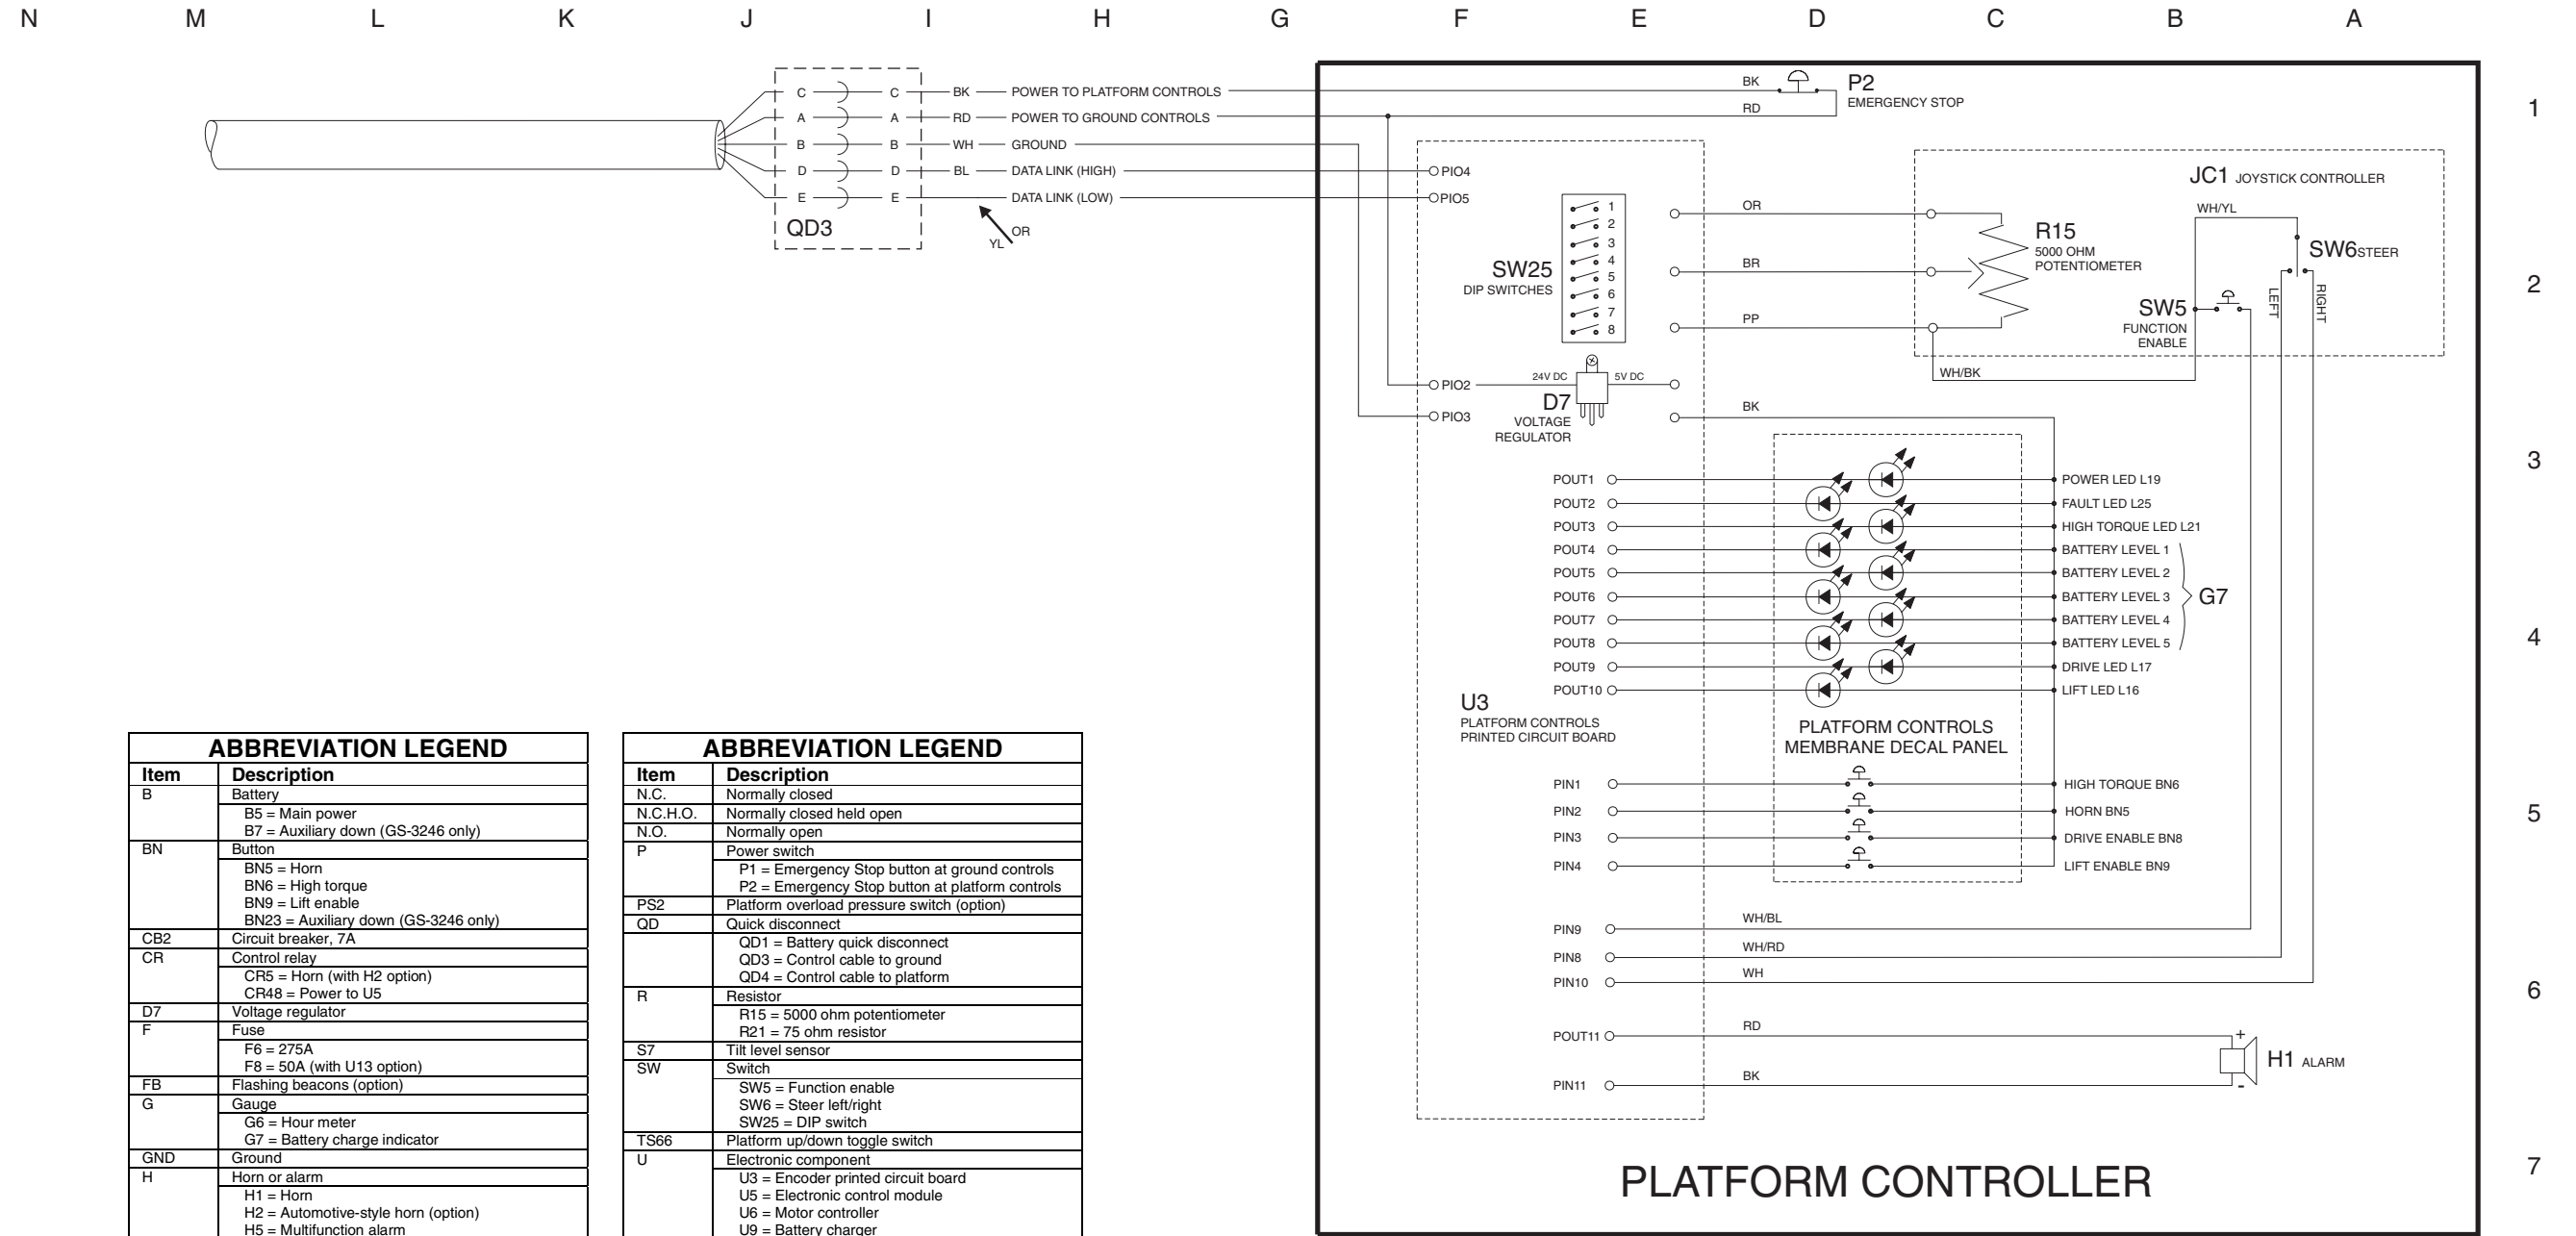 N M L K J I H G F E D C B A
1
2
3
4
5
6
7
C C BK POWER TO PLATFORM CONTROLS
A A RD POWER TO GROUND CONTROLS
B B WH GROUND
D D BL DATA LINK (HIGH)
E E DATA LINK (LOW)
QD3
YL OR
BK
RD
P2
EMERGENCY STOP
PIO4
PIO5
SW25
DIP SWITCHES
1
2
3
4
5
6
7
8
OR
BR
PP
JC1 JOYSTICK CONTROLLER
R15
5000 OHM
POTENTIOMETER
WH/YL
SW6 STEER
LEFT
RIGHT
SW5
FUNCTION
ENABLE
WH/BK
PIO2
24V DC
5V DC
PIO3
D7
VOLTAGE
REGULATOR
BK
POUT1 POWER LED L19
POUT2 FAULT LED L25
POUT3 HIGH TORQUE LED L21
POUT4 BATTERY LEVEL 1
POUT5 BATTERY LEVEL 2
POUT6 BATTERY LEVEL 3
POUT7 BATTERY LEVEL 4
POUT8 BATTERY LEVEL 5
G7
POUT9 DRIVE LED L17
POUT10 LIFT LED L16
U3
PLATFORM CONTROLS
PRINTED CIRCUIT BOARD
PLATFORM CONTROLS
MEMBRANE DECAL PANEL
PIN1 HIGH TORQUE BN6
PIN2 HORN BN5
PIN3 DRIVE ENABLE BN8
PIN4 LIFT ENABLE BN9
PIN9 WH/BL
PIN8 WH/RD
PIN10 WH
POUT11 RD
+
H1 ALARM
PIN11 BK
-
PLATFORM CONTROLLER
ABBREVIATION LEGEND
Item Description
B Battery
B5 = Main power
B7 = Auxiliary down (GS-3246 only)
BN Button
BN5 = Horn
BN6 = High torque
BN9 = Lift enable
BN23 = Auxiliary down (GS-3246 only)
CB2 Circuit breaker, 7A
CR Control relay
CR5 = Horn (with H2 option)
CR48 = Power to U5
D7 Voltage regulator
F Fuse
F6 = 275A
F8 = 50A (with U13 option)
FB Flashing beacons (option)
G Gauge
G6 = Hour meter
G7 = Battery charge indicator
GND Ground
H Horn or alarm
H1 = Horn
H2 = Automotive-style horn (option)
H5 = Multifunction alarm
ABBREVIATION LEGEND
Item Description
N.C. Normally closed
N.C.H.O. Normally closed held open
N.O. Normally open
P Power switch
P1 = Emergency Stop button at ground controls
P2 = Emergency Stop button at platform controls
PS2 Platform overload pressure switch (option)
QD Quick disconnect
QD1 = Battery quick disconnect
QD3 = Control cable to ground
QD4 = Control cable to platform
R Resistor
R15 = 5000 ohm potentiometer
R21 = 75 ohm resistor
S7 Tilt level sensor
SW Switch
SW5 = Function enable
SW6 = Steer left/right
SW25 = DIP switch
TS66 Platform up/down toggle switch
U Electronic component
U3 = Encoder printed circuit board
U5 = Electronic control module
U6 = Motor controller
U9 = Battery charger